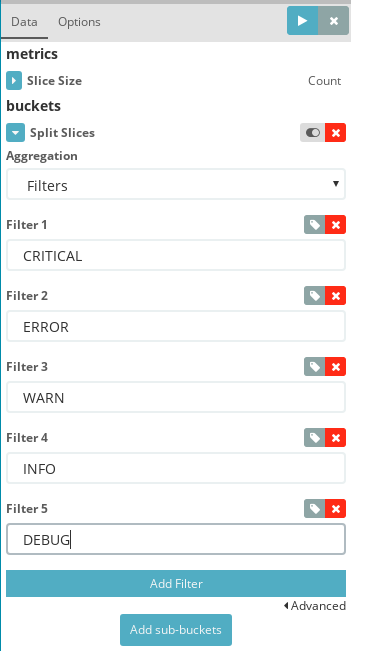 Data Options
metrics
Slice Size Count
buckets
Split Slices
Aggregation
Filters
Filter 1
CRITICAL
Filter 2
ERROR
Filter 3
WARN
Filter 4
INFO
Filter 5
DEBUG
Add Filter
Advanced
Add sub-buckets